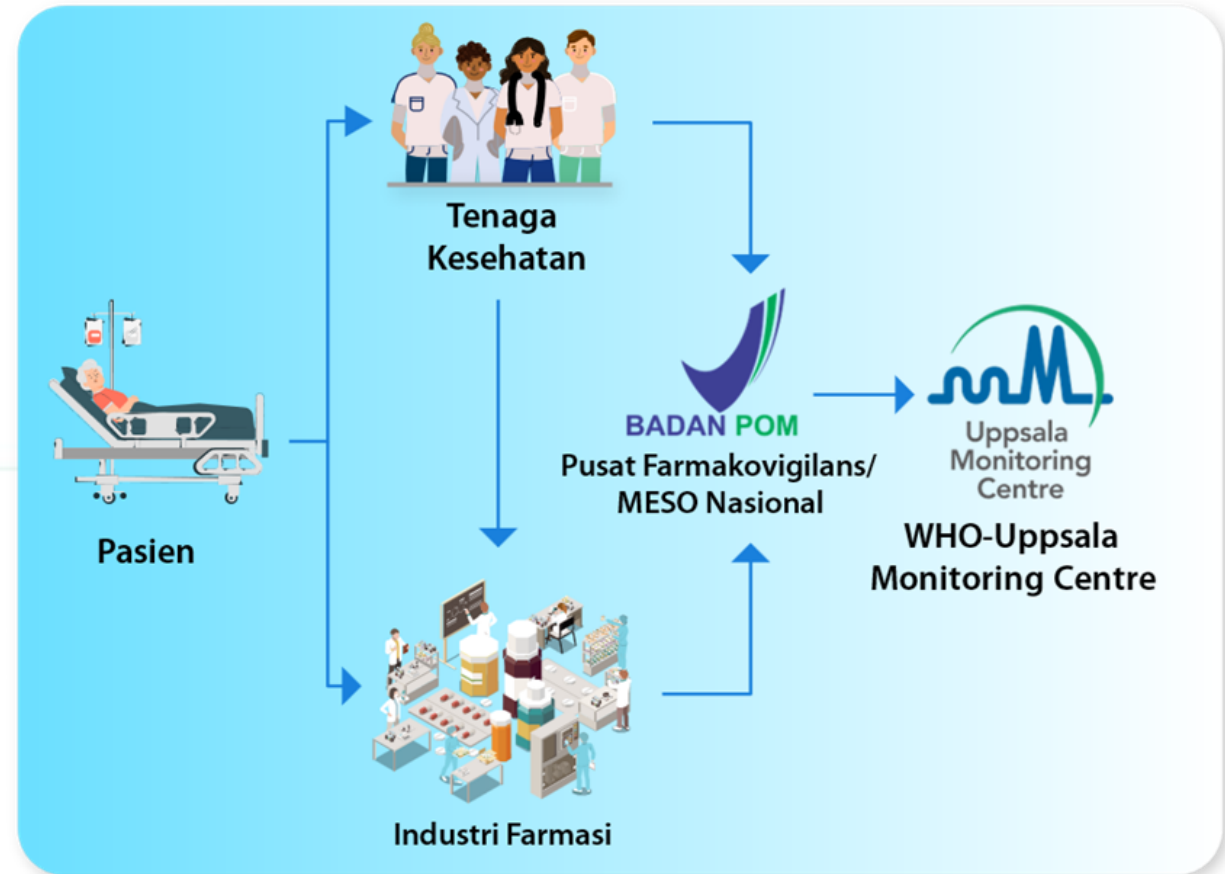 Tenaga
Kesehatan
Pasien
BADAN POM
Pusat Farmakovigilans/
MESO Nasional
Uppsala
Monitoring
Centre
WHO-Uppsala
Monitoring Centre
Industri Farmasi